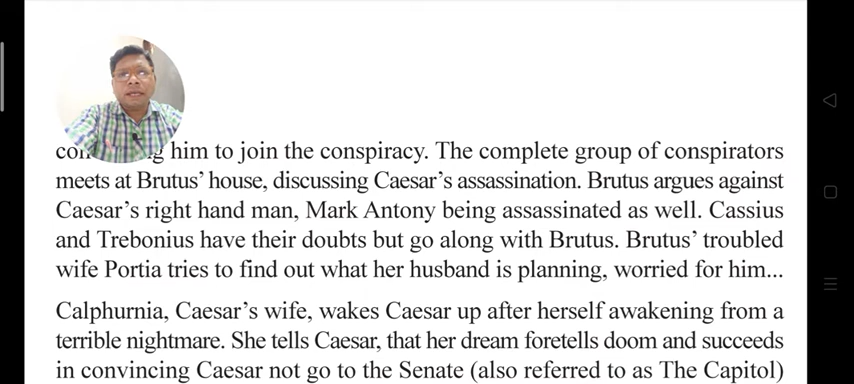 him to join the conspiracy. The complete group of conspirators
meets at Brutus’ house, discussing Caesar’s assassination. Brutus argues against
Caesar’s right hand man, Mark Antony being assassinated as well. Cassius
and Trebonius have their doubts but go along with Brutus. Brutus’ troubled
wife Portia tries to find out what her husband is planning, worried for him...
Calphurnia, Caesar’s wife, wakes Caesar up after herself awakening from a
terrible nightmare. She tells Caesar, that her dream foretells doom and succeeds
in convincing Caesar not go to the Senate (also referred to as The Capitol)